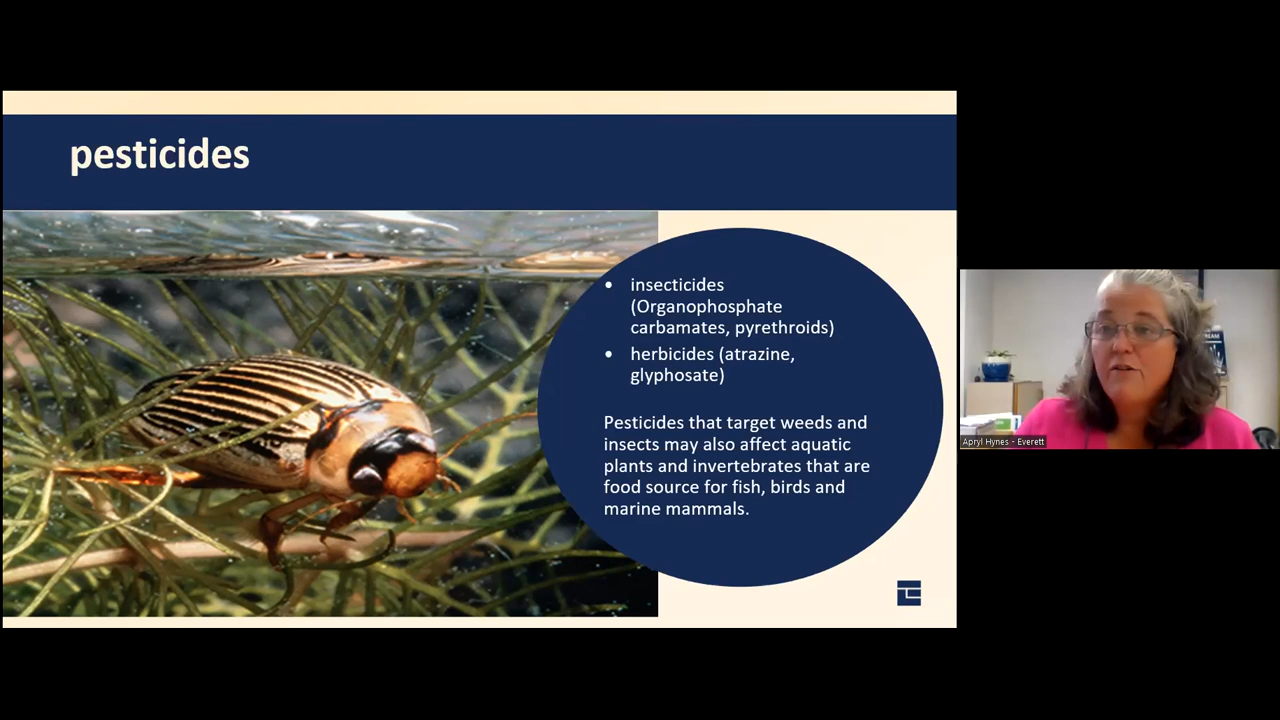 pesticides
• insecticides
(Organophosphate
carbamates, pyrethroids)
• herbicides (atrazine,
glyphosate)
Pesticides that target weeds and
insects may also affect aquatic
plants and invertebrates that are
food source for fish, birds and
marine mammals.
Apryl Hynes - Everett